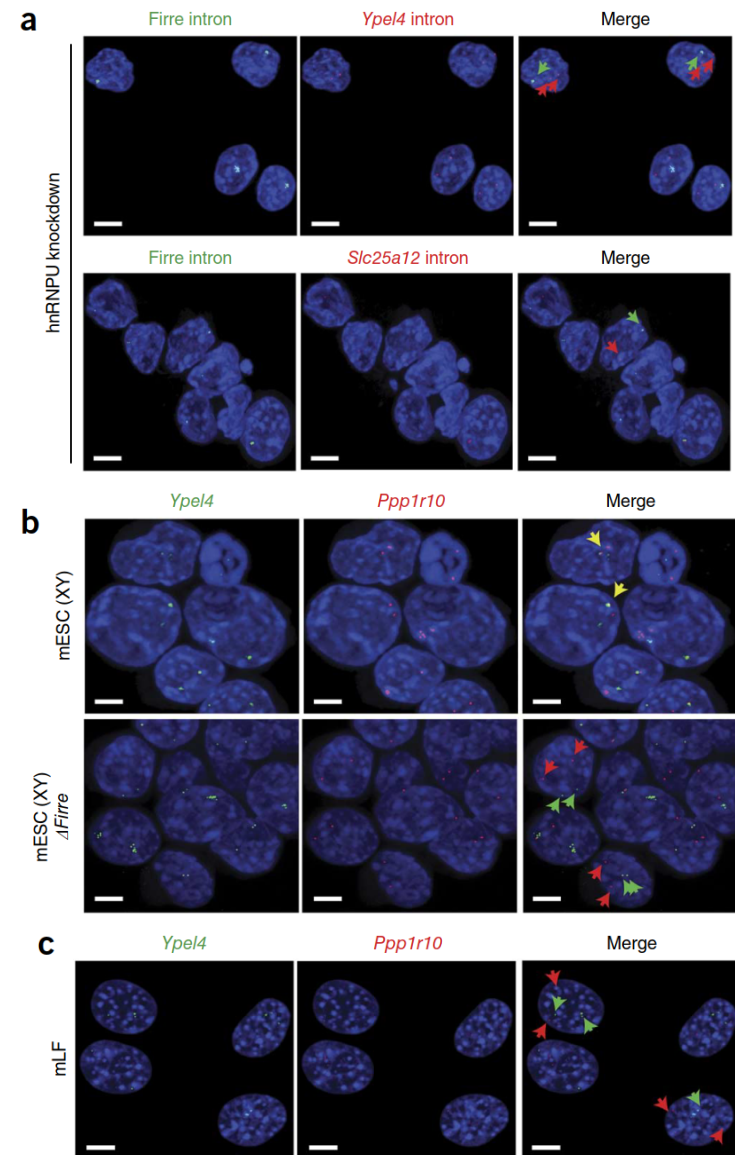 a
Firre intron
Ypel4 intron
Merge
hnRNPU knockdown
Firre intron
Slc25a12 intron
Merge
b
Ypel4
Ppp1r10
Merge
mESC (XY)
mESC (XY)
ΔFirre
c
Ypel4
Ppp1r10
Merge
mLF